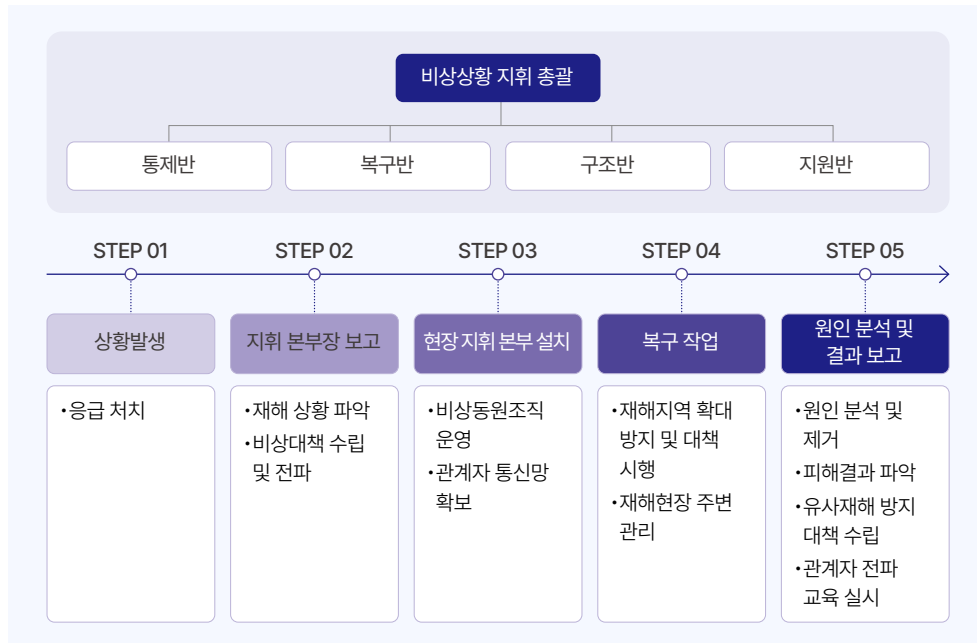 비상상황 지휘 총괄
통제반
복구반
구조반
지원반
STEP 01
STEP 02
STEP 03
STEP 04
STEP 05
상황발생
지휘 본부장 보고
현장 지휘 본부 설치
복구 작업
원인 분석 및
결과 보고
•응급 처치
•재해 상황 파악
•비상대책 수립
및 전파
•비상동원조직
운영
•관계자 통신망
확보
•재해지역 확대
방지 및 대책
시행
•재해현장 주변
관리
•원인 분석 및
제거
•피해결과 파악
•유사재해 방지
대책 수립
•관계자 전파
교육 실시